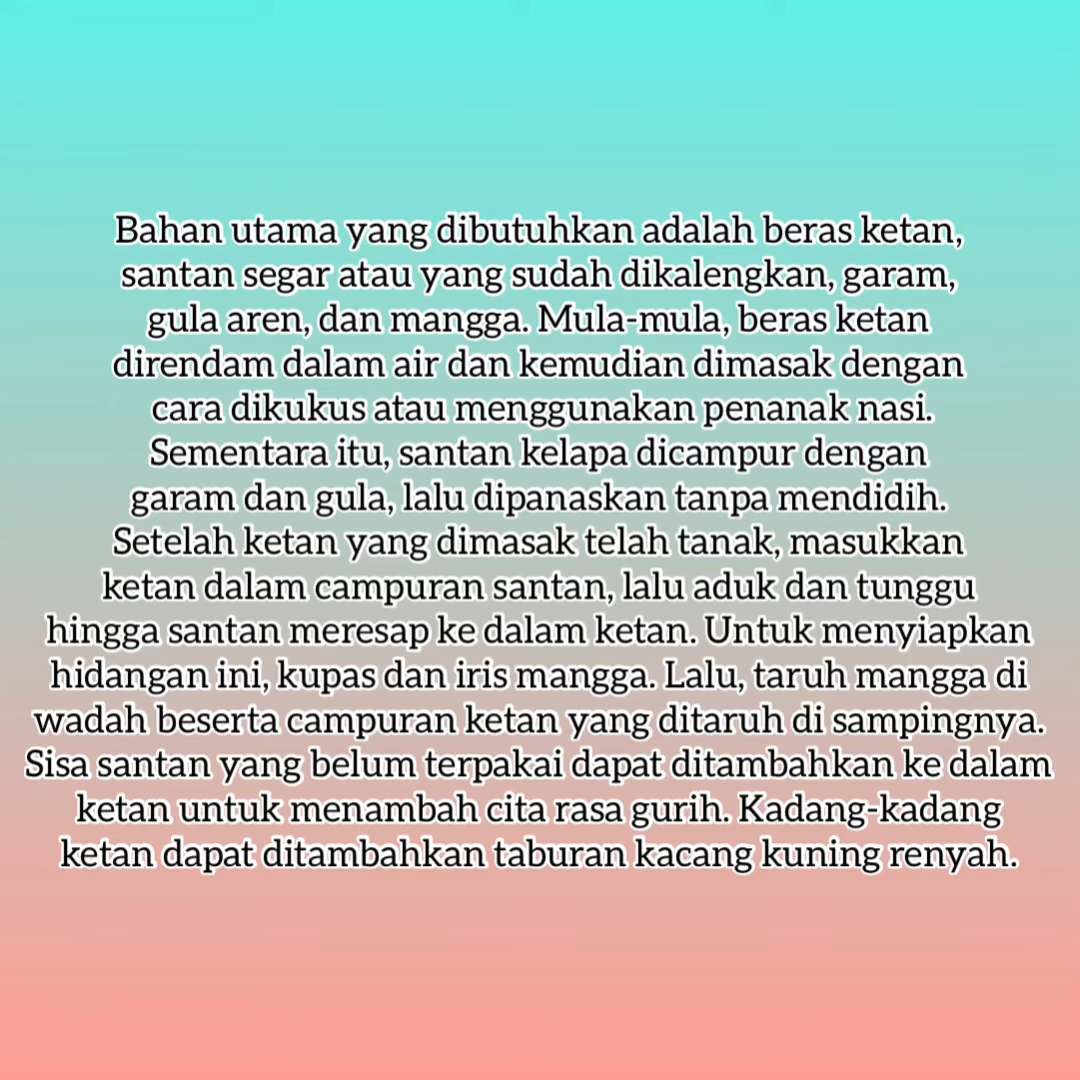 Bahan utama yang dibutuhkan adalah beras ketan,
santan segar atau yang sudah dikalengkan, garam,
gula aren, dan mangga. Mula-mula, beras ketan
direndam dalam air dan kemudian dimasak dengan
cara dikukus atau menggunakan penanak nasi.
Sementara itu, santan kelapa dicampur dengan
garam dan gula, lalu dipanaskan tanpa mendidih.
Setelah ketan yang dimasak telah tanak, masukkan
ketan dalam campuran santan, lalu aduk dan tunggu
hingga santan meresap ke dalam ketan. Untuk menyiapkan
hidangan ini, kupas dan iris mangga. Lalu, taruh mangga di
wadah beserta campuran ketan yang ditaruh di sampingnya.
Sisa santan yang belum terpakai dapat ditambahkan ke dalam
ketan untuk menambah cita rasa gurih. Kadang-kadang
ketan dapat ditambahkan taburan kacang kuning renyah.